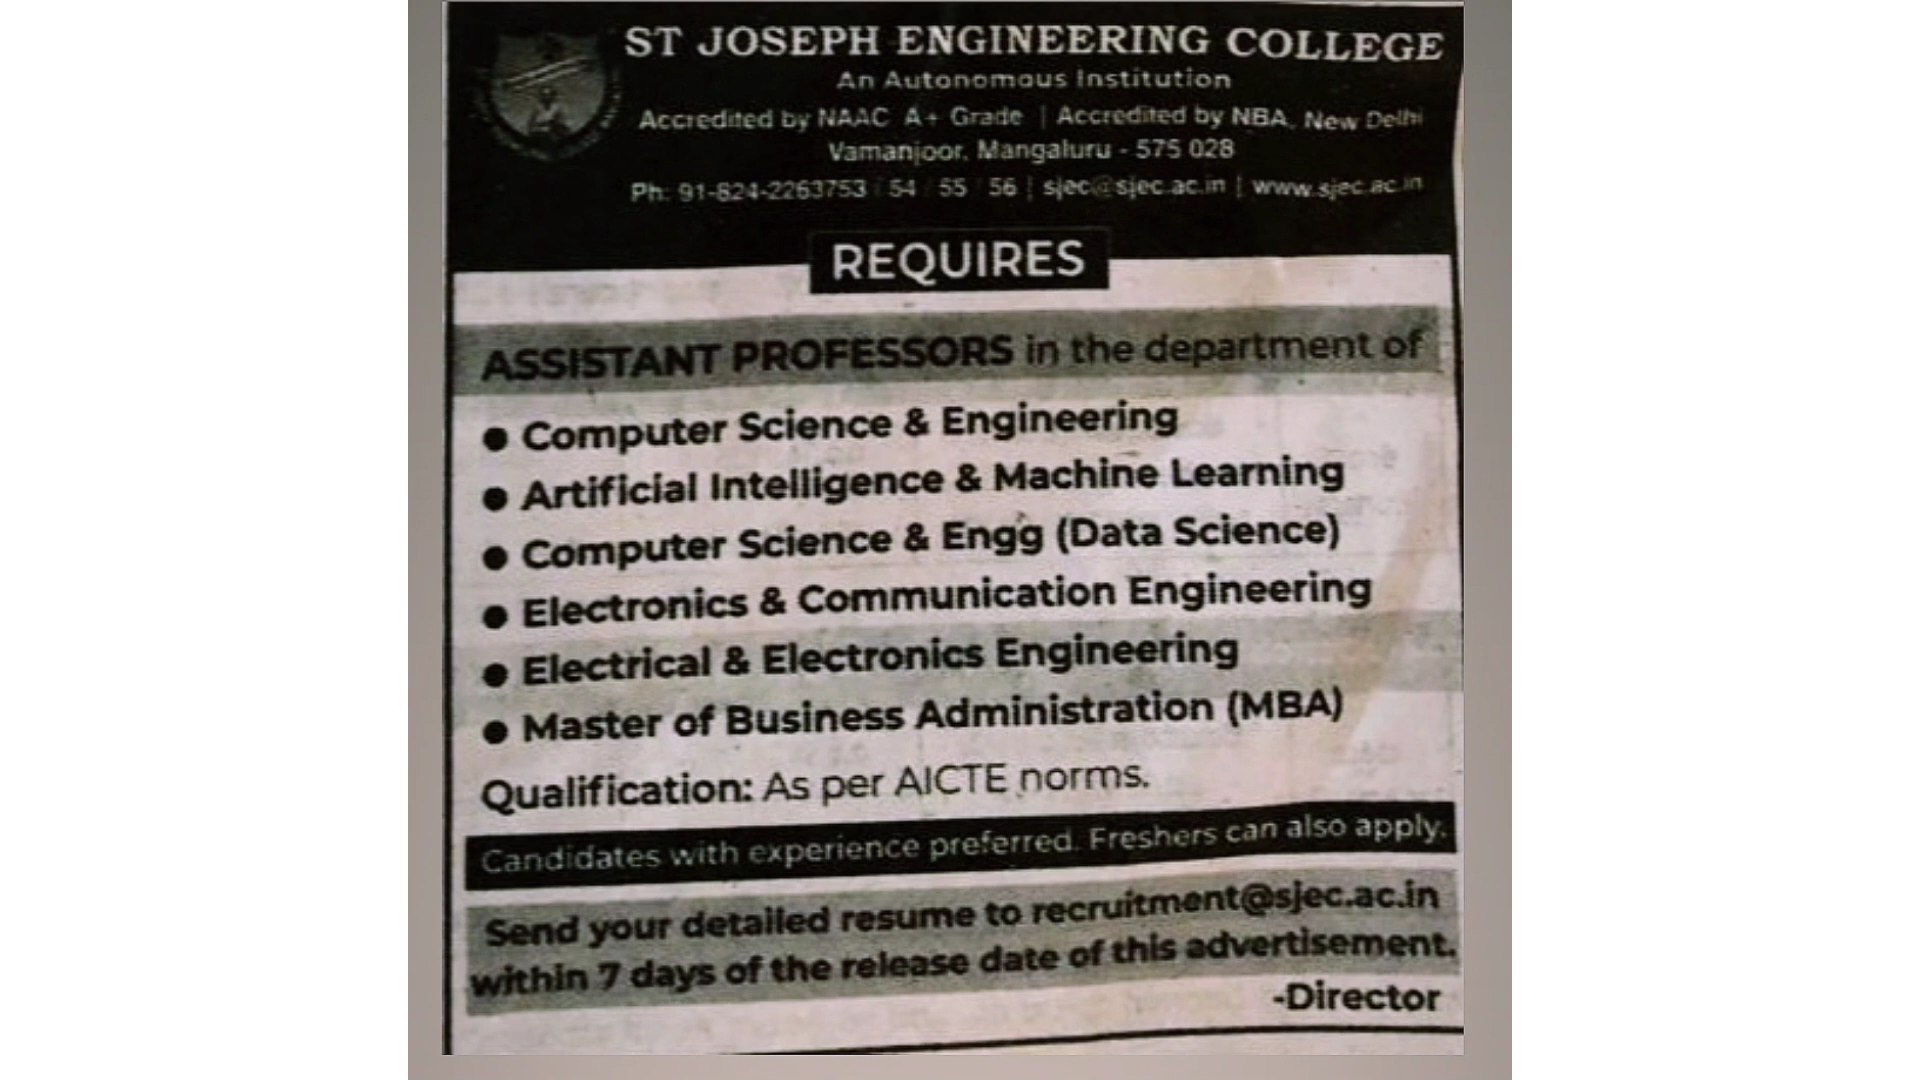 ST JOSEPH ENGINEERING COLLEGE
An Autonomous Institution
Accredited by NAAC A+ Grade | Accredited by NBA, New Delhi
Vamanjoor, Mangaluru - 575 028
Ph: 91-824-2263753 / 54 / 55 / 56 | sjec@sjec.ac.in | www.sjec.ac.in
REQUIRES
ASSISTANT PROFESSORS in the department of
● Computer Science & Engineering
● Artificial Intelligence & Machine Learning
● Computer Science & Engg (Data Science)
● Electronics & Communication Engineering
● Electrical & Electronics Engineering
● Master of Business Administration (MBA)
Qualification: As per AICTE norms.
Candidates with experience preferred. Freshers can also apply.
Send your detailed resume to recruitment@sjec.ac.in
within 7 days of the release date of this advertisement.
-Director